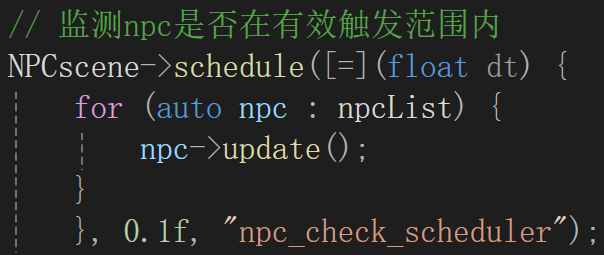 // 监测npc是否在有效触发范围内
NPCscene->schedule([=](float dt) {
for (auto npc : npcList) {
npc->update();
}
}, 0.1f, "npc_check_scheduler");